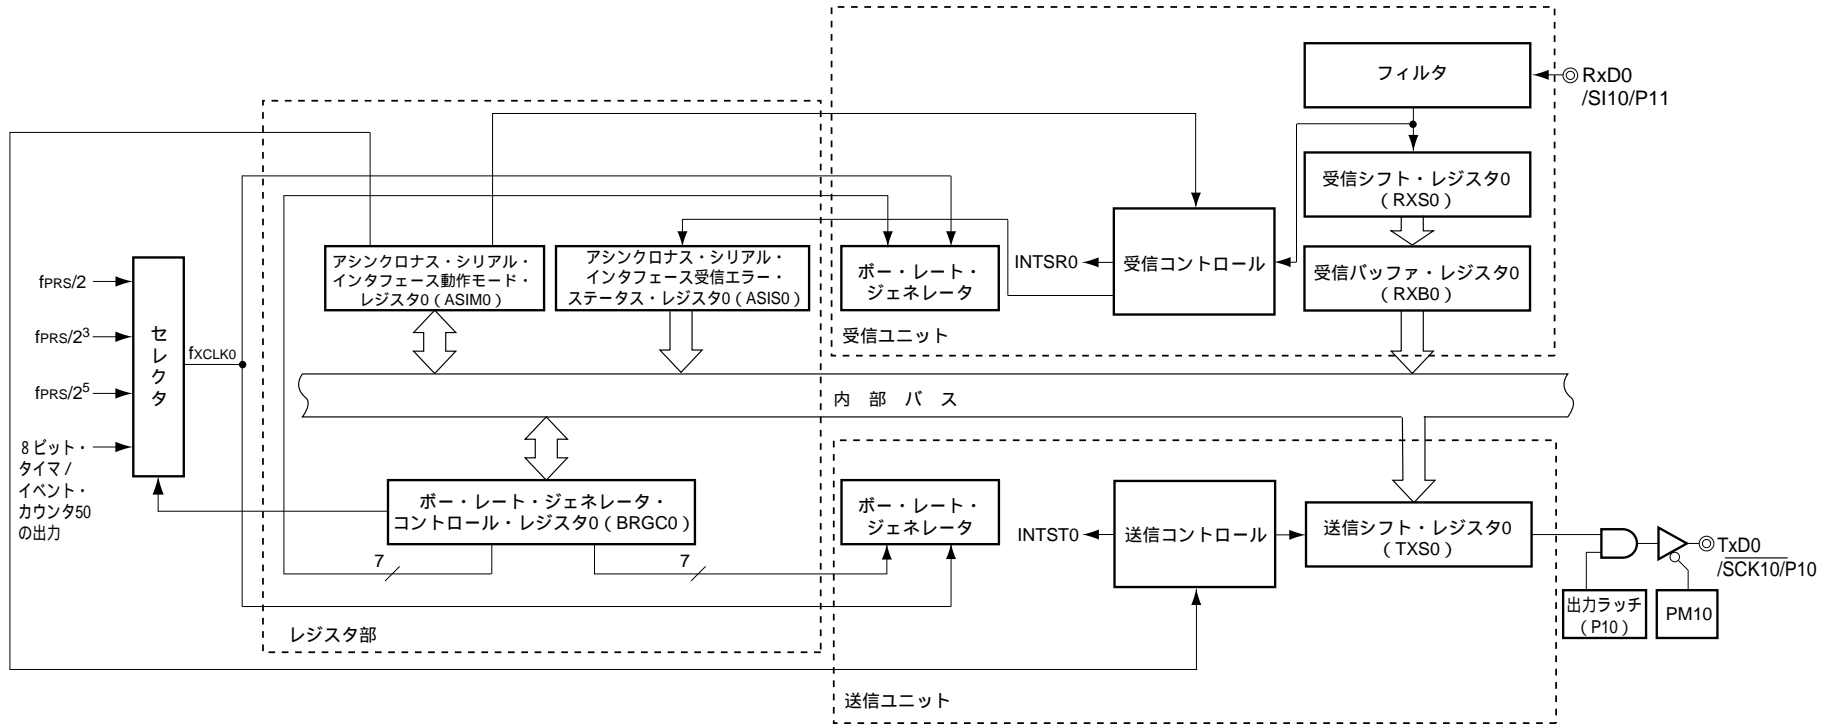 フィルタ
RxD0
/SI10/P11
受信シフト・レジスタ0
（RXS0）
アシンクロナス・シリアル・
インタフェース動作モード・
レジスタ0（ASIM0）
アシンクロナス・シリアル・
インタフェース受信エラー・
ステータス・レジスタ0（ASIS0）
ボー・レート・
ジェネレータ
INTSR0
受信コントロール
受信バッファ・レジスタ0
（RXB0）
受信ユニット
fPRS/2
fPRS/2³
fPRS/2⁵
8ビット・
タイマ／
イベント・
カウンタ50
の出力
セレクタ
fXCLK0
内部バス
ボー・レート・ジェネレータ・
コントロール・レジスタ0（BRGC0）
7
7
ボー・レート・
ジェネレータ
INTST0
送信コントロール
送信シフト・レジスタ0
（TXS0）
TxD0
/SCK10/P10
出力ラッチ
（P10）
PM10
レジスタ部
送信ユニット